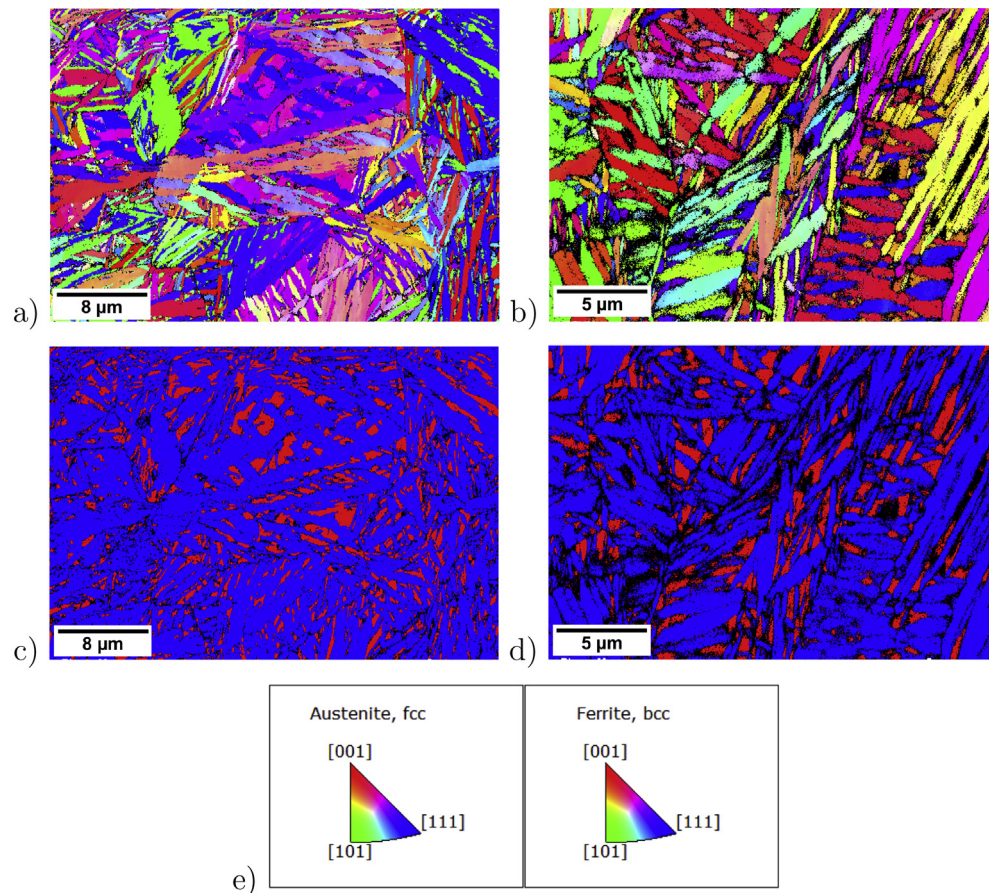 a)
8 µm
b)
5 µm
c)
8 µm
d)
5 µm
e)
Austenite, fcc
[001]
[111]
[101]
Ferrite, bcc
[001]
[111]
[101]